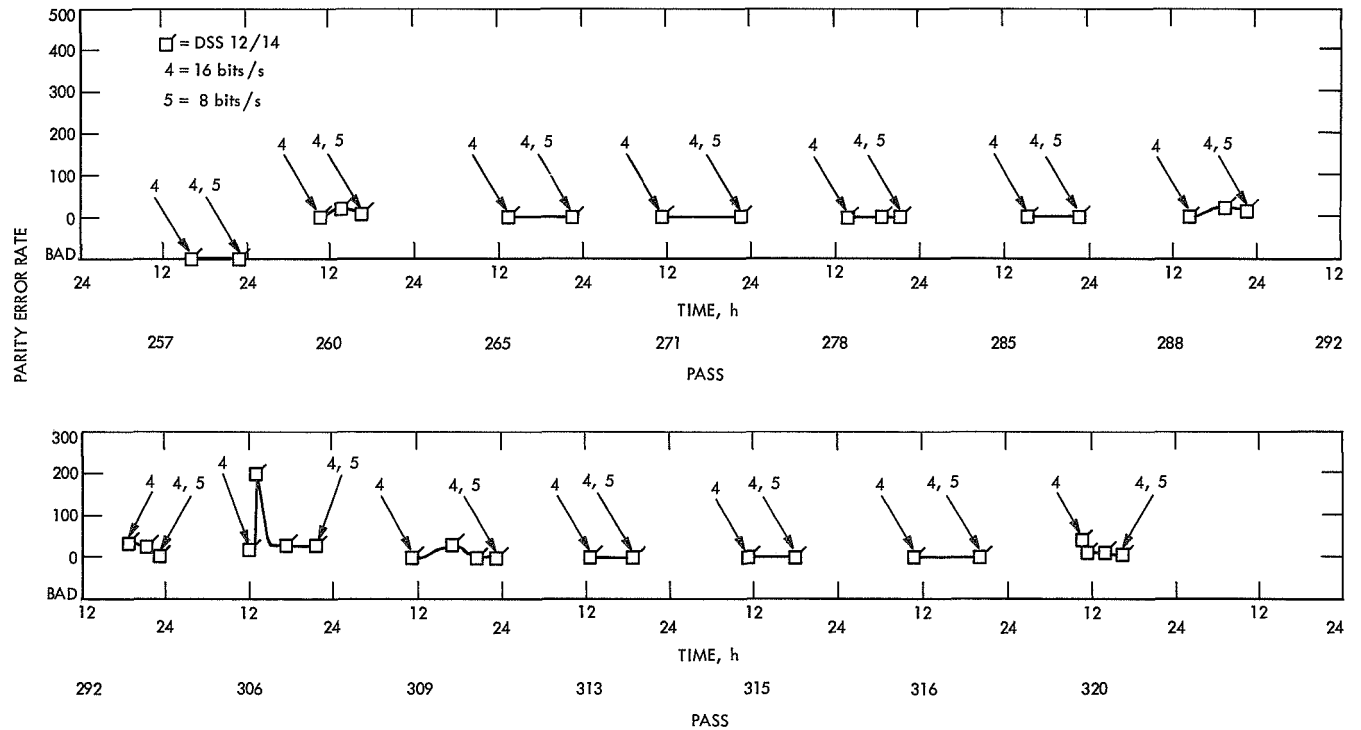 PARITY ERROR RATE
500
400
300
200
100
0
BAD
= DSS 12/14
4 = 16 bits/s
5 = 8 bits/s
4 4, 5 4 4, 5 4 4, 5 4 4, 5 4 4, 5 4 4, 5 4 4, 5
24 12 24 12 24 12 24 12 24 12 24 12 24 12 24 12
TIME, h
257 260 265 271 278 285 288 292
PASS
300
200
100
0
BAD
4 4, 5 4 4, 5 4 4, 5 4 4, 5 4 4, 5 4 4, 5 4 4, 5
12 24 12 24 12 24 12 24 12 24 12 24 12 24 12 24
TIME, h
292 306 309 313 315 316 320
PASS